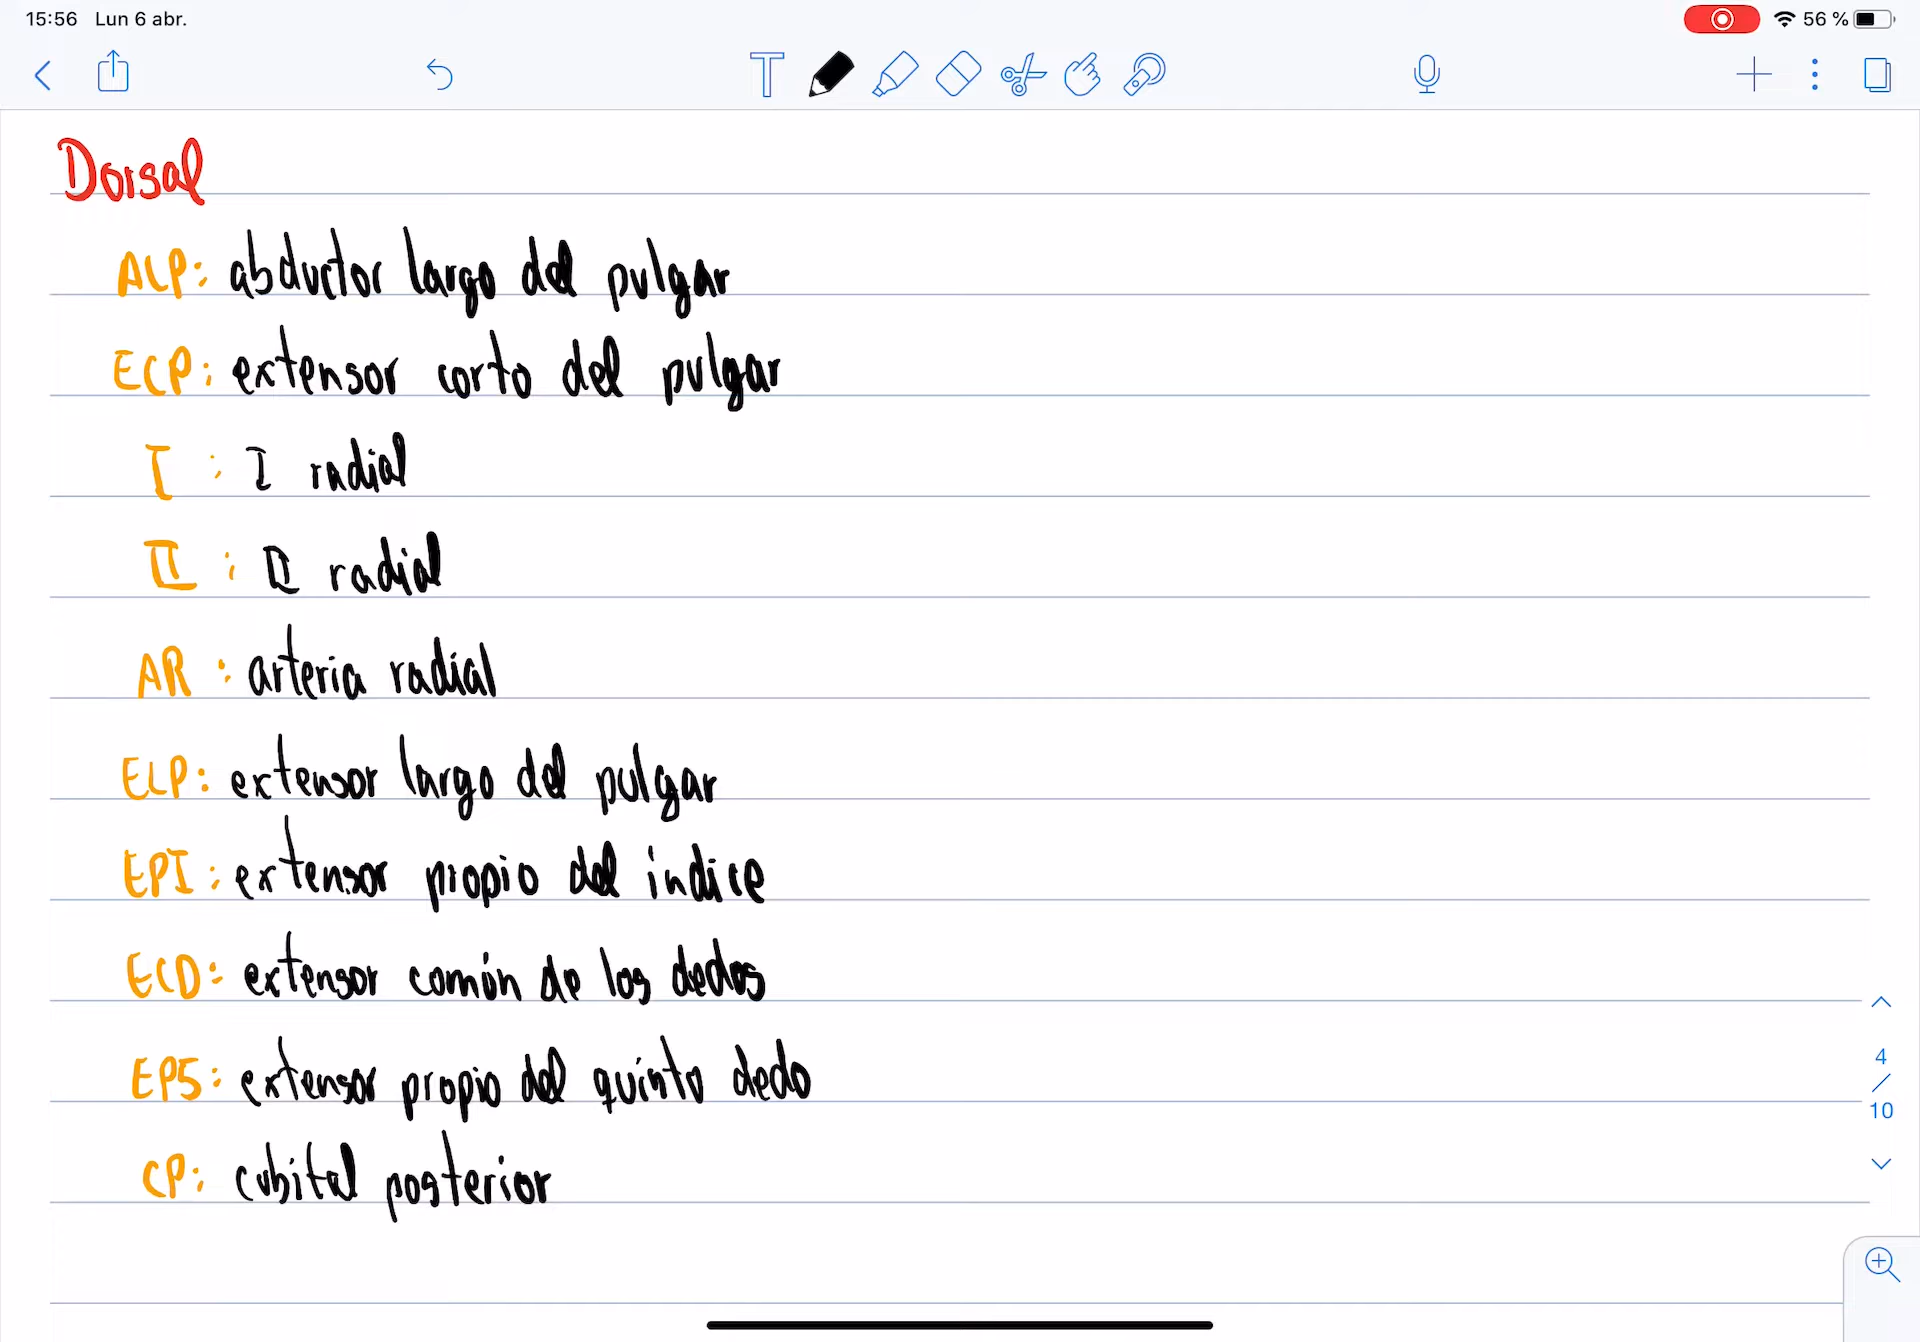 15:56 Lun 6 abr. 56 %
Dorsal
ALP: abductor largo del pulgar
ECP: extensor corto del pulgar
I : I radial
II : II radial
AR : arteria radial
ELP: extensor largo del pulgar
EPI: extensor propio del índice
ECD: extensor común de los dedos
EP5: extensor propio del quinto dedo
CP: cubital posterior
4
/
10